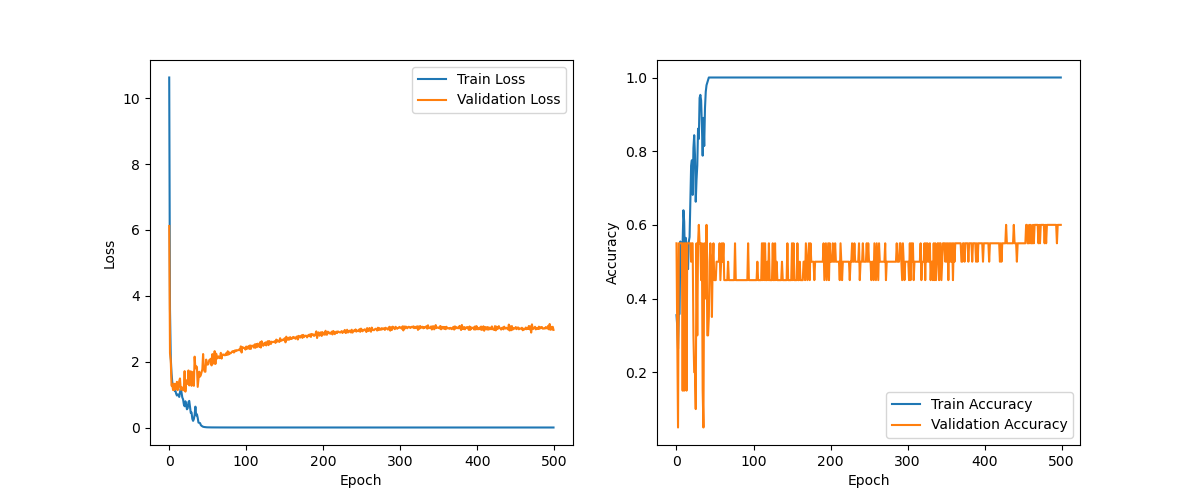 Train Loss
Validation Loss
10
8
6
4
2
0
0 100 200 300 400 500
Epoch
Loss
1.0
0.8
0.6
0.4
0.2
0 100 200 300 400 500
Epoch
Accuracy
Train Accuracy
Validation Accuracy